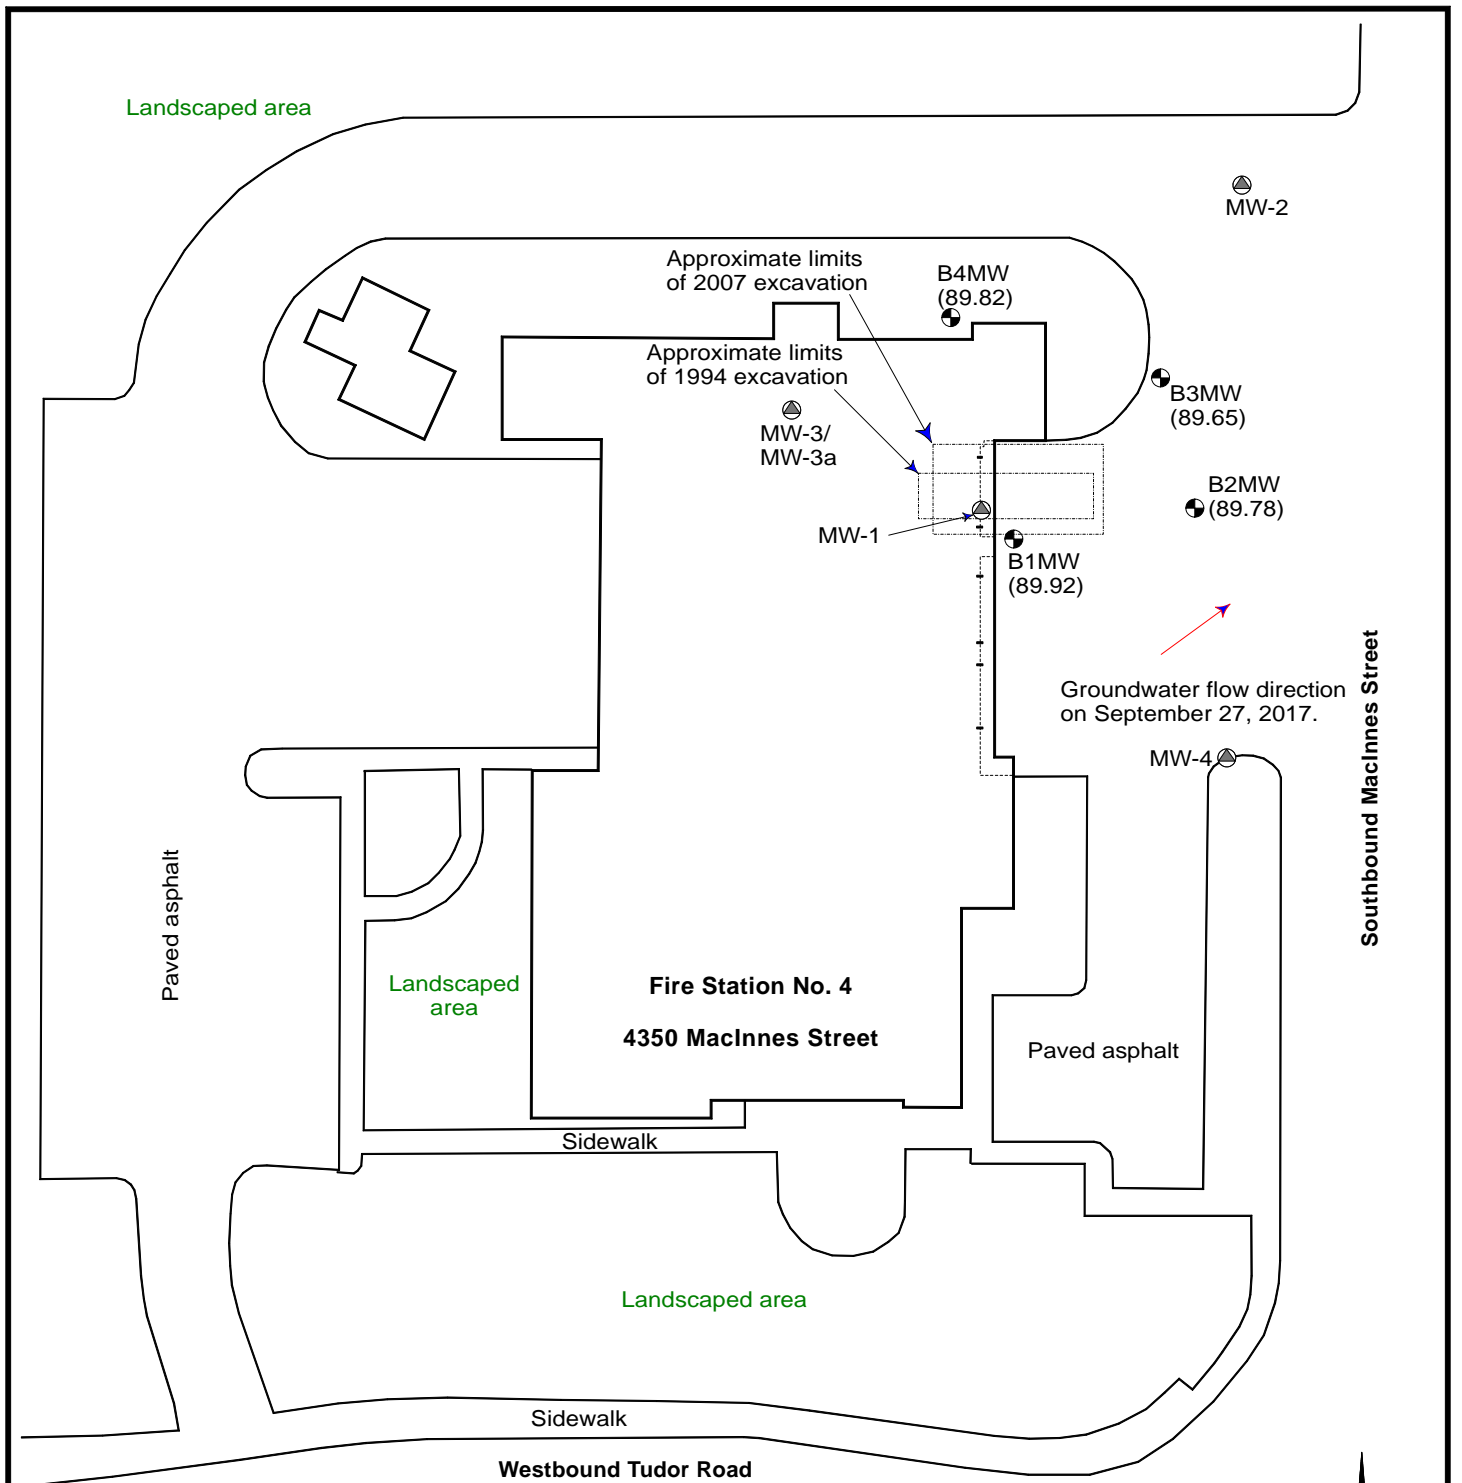 Landscaped area
MW-2
Approximate limits
of 2007 excavation
B4MW
(89.82)
Approximate limits
of 1994 excavation
B3MW
(89.65)
MW-3/
MW-3a
B2MW
(89.78)
MW-1
B1MW
(89.92)
Groundwater flow direction
on September 27, 2017.
Southbound MacInnes Street
MW-4
Paved asphalt
Landscaped
area
Fire Station No. 4
4350 MacInnes Street
Paved asphalt
Sidewalk
Landscaped area
Sidewalk
Westbound Tudor Road